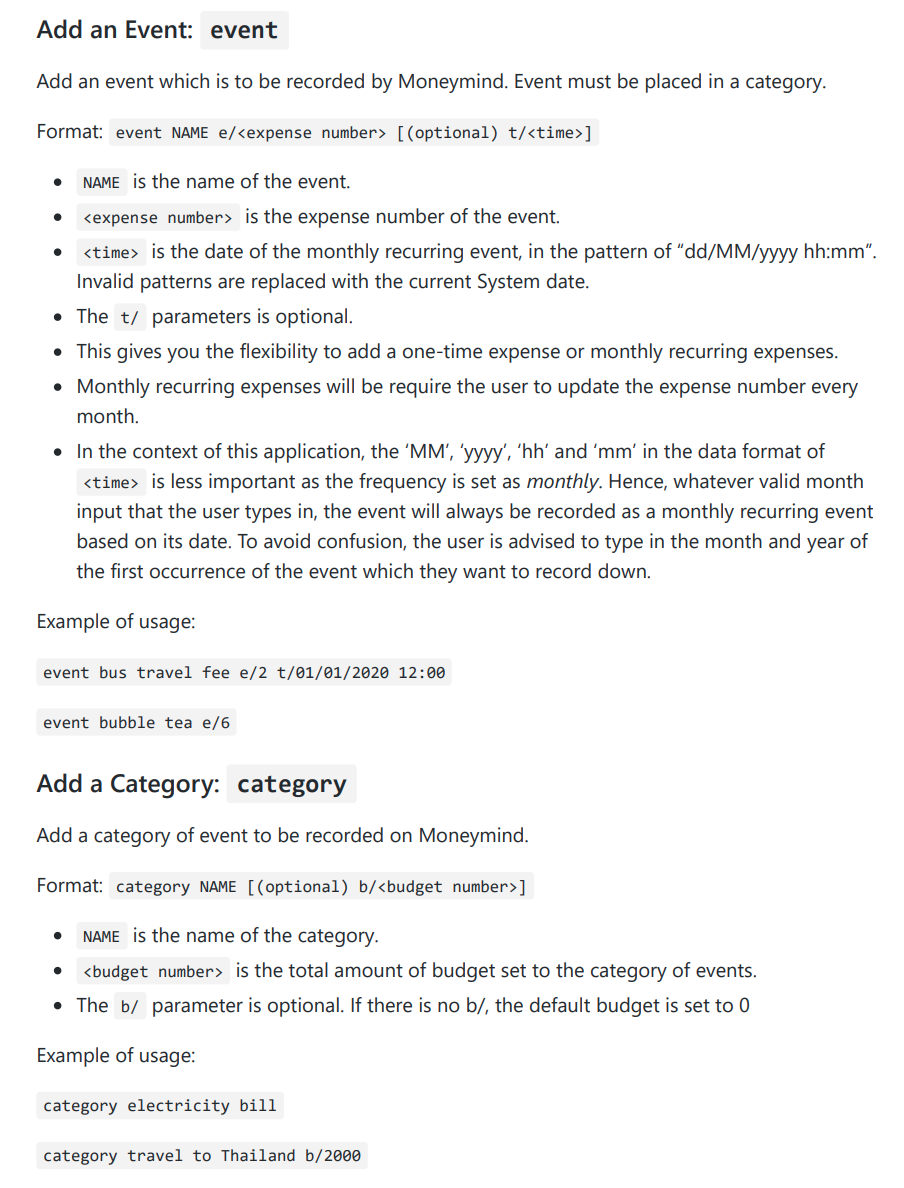 Add an Event: event
Add an event which is to be recorded by Moneymind. Event must be placed in a category.
Format: event NAME e/<expense number> [(optional) t/<time>]
• NAME is the name of the event.
• <expense number> is the expense number of the event.
• <time> is the date of the monthly recurring event, in the pattern of “dd/MM/yyyy hh:mm”.
Invalid patterns are replaced with the current System date.
• The t/ parameters is optional.
• This gives you the flexibility to add a one-time expense or monthly recurring expenses.
• Monthly recurring expenses will be require the user to update the expense number every
month.
• In the context of this application, the ‘MM’, ‘yyyy’, ‘hh’ and ‘mm’ in the data format of
<time> is less important as the frequency is set as monthly. Hence, whatever valid month
input that the user types in, the event will always be recorded as a monthly recurring event
based on its date. To avoid confusion, the user is advised to type in the month and year of
the first occurrence of the event which they want to record down.
Example of usage:
event bus travel fee e/2 t/01/01/2020 12:00
event bubble tea e/6
Add a Category: category
Add a category of event to be recorded on Moneymind.
Format: category NAME [(optional) b/<budget number>]
• NAME is the name of the category.
• <budget number> is the total amount of budget set to the category of events.
• The b/ parameter is optional. If there is no b/, the default budget is set to 0
Example of usage:
category electricity bill
category travel to Thailand b/2000